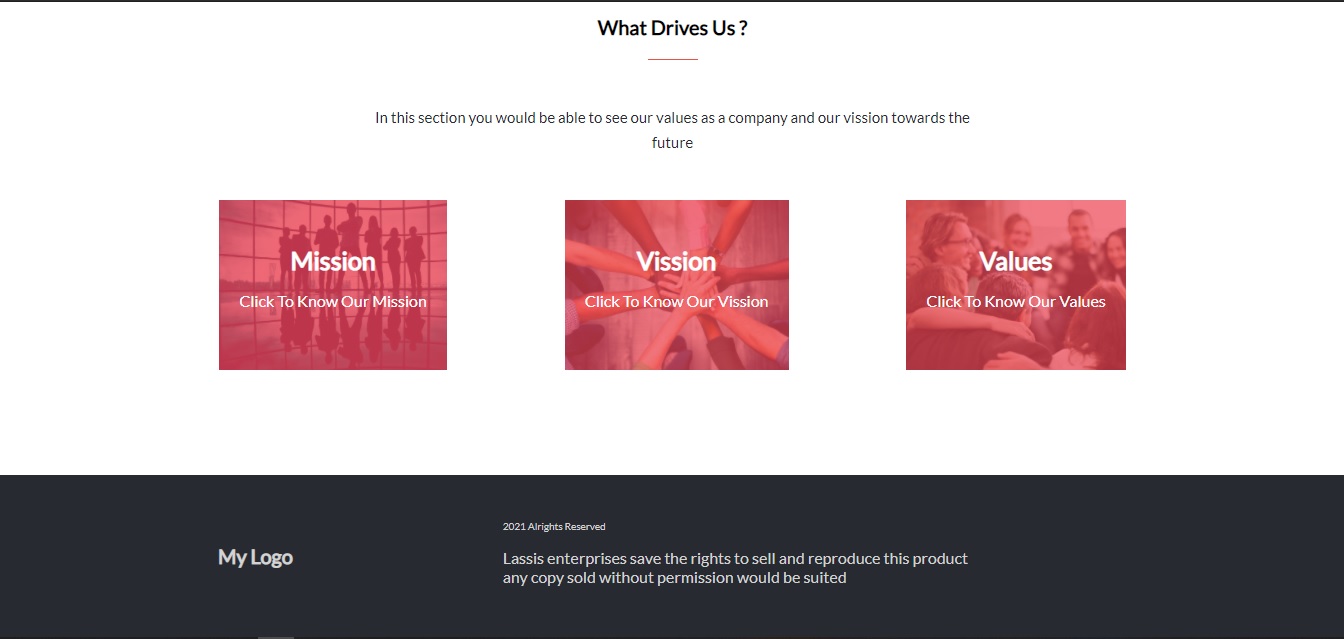 What Drives Us ?
In this section you would be able to see our values as a company and our vission towards the
future
Mission
Click To Know Our Mission
Vission
Click To Know Our Vission
Values
Click To Know Our Values
My Logo
2021 Alrights Reserved
Lassis enterprises save the rights to sell and reproduce this product
any copy sold without permission would be suited